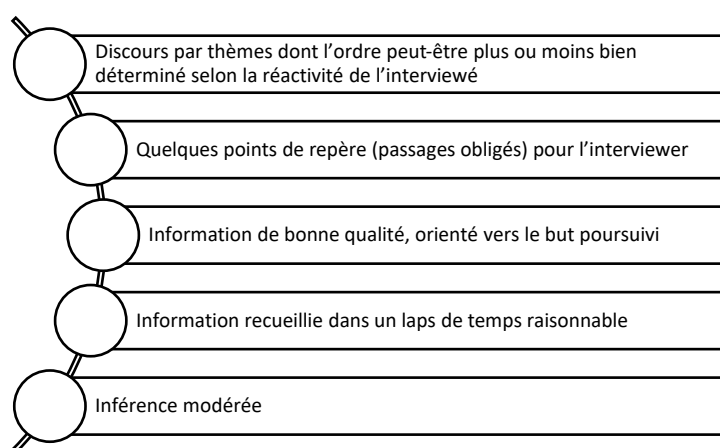 Discours par thèmes dont l’ordre peut-être plus ou moins bien
déterminé selon la réactivité de l’interviewé
Quelques points de repère (passages obligés) pour l’interviewer
Information de bonne qualité, orienté vers le but poursuivi
Information recueillie dans un laps de temps raisonnable
Inférence modérée